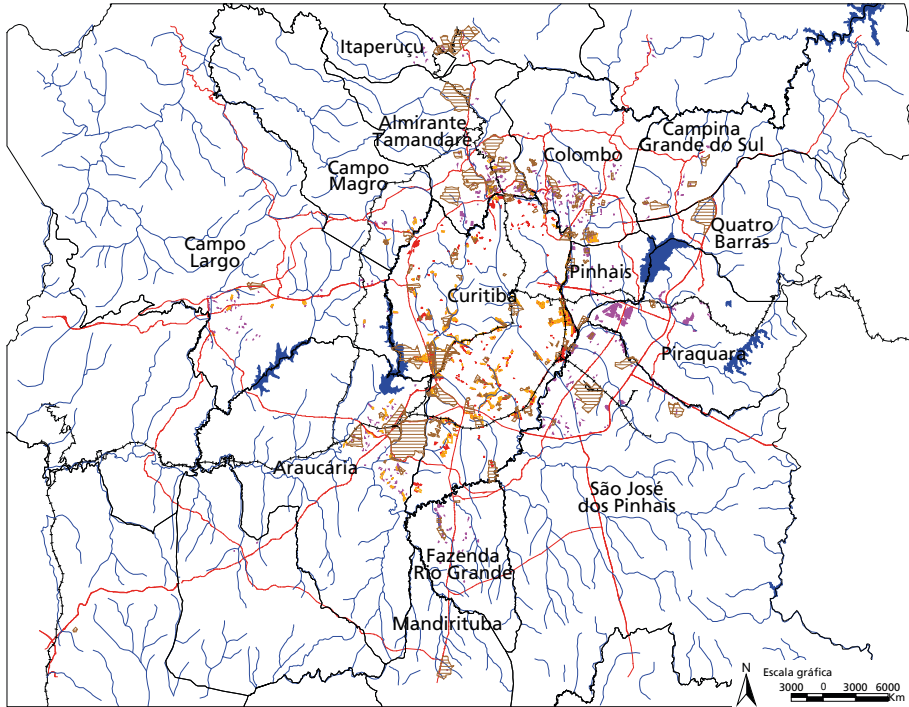 Itaperuçu
Almirante
Tamandaré
Campina
Grande do Sul
Colombo
Campo
Magro
Quatro
Barras
Campo
Largo
Pinhais
Curitiba
Piraquara
Araucária
São José
dos Pinhais
Fazenda
Rio Grande
Mandirituba
N
Escala gráfica
3000 0 3000 6000
Km